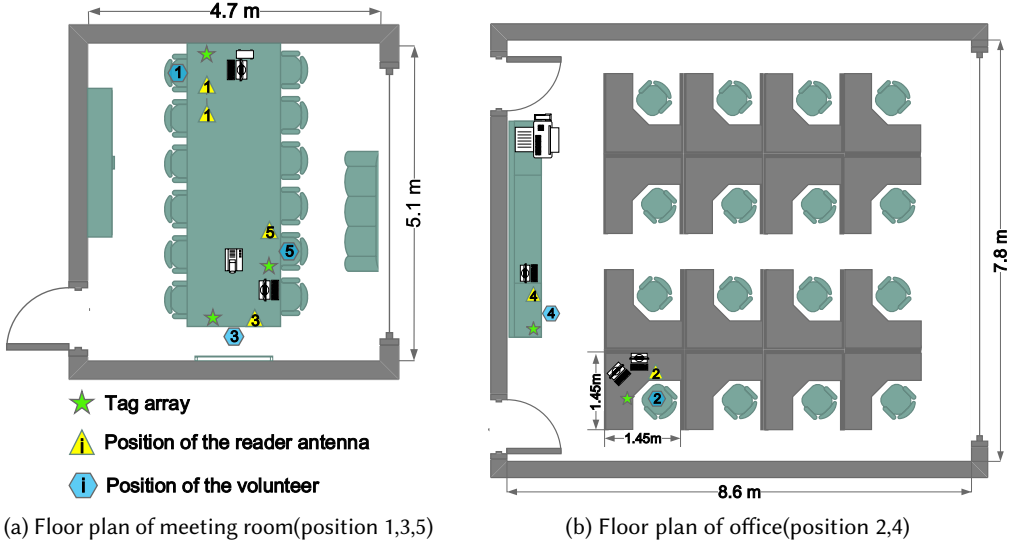 4.7 m
1
1
1
5
5
3
3
5.1 m
Tag array
i Position of the reader antenna
i Position of the volunteer
(a) Floor plan of meeting room(position 1,3,5)
4
4
2
2
1.45m
1.45m
7.8 m
8.6 m
(b) Floor plan of office(position 2,4)